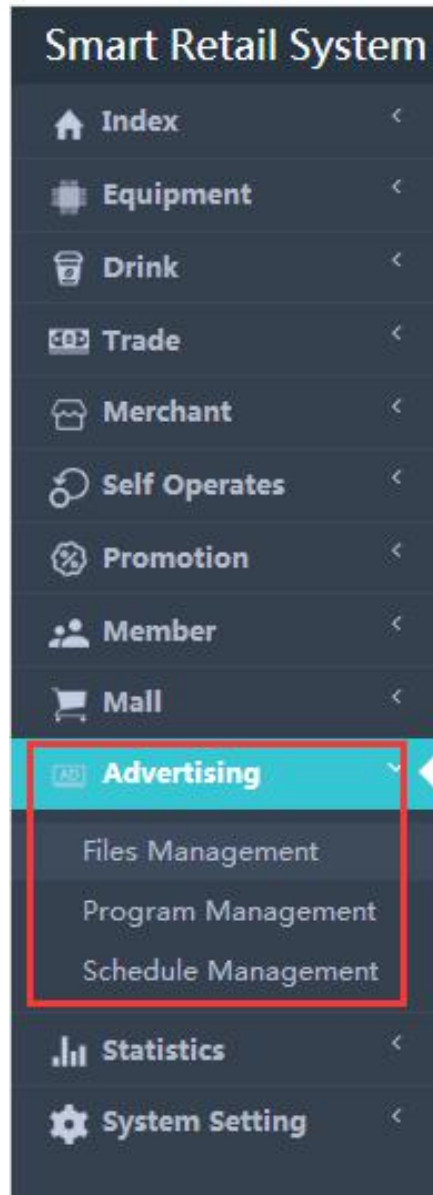 Smart Retail System
Index
Equipment
Drink
Trade
Merchant
Self Operates
Promotion
Member
Mall
AD Advertising
Files Management
Program Management
Schedule Management
Statistics
System Setting